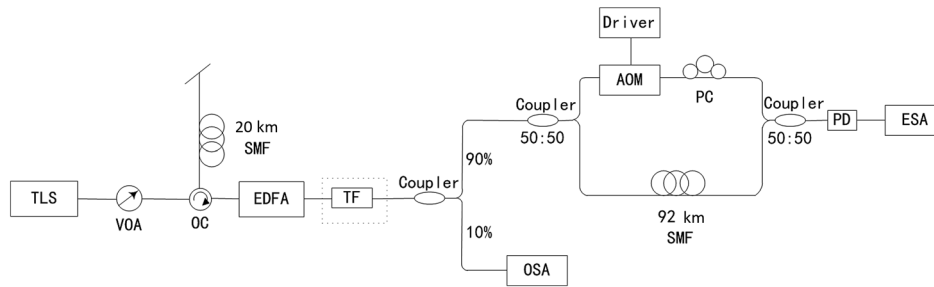 Driver
AOM
PC
Coupler
50:50
Coupler
50:50
PD
ESA
20 km
SMF
90%
TLS
VOA
OC
EDFA
TF
Coupler
92 km
SMF
10%
OSA